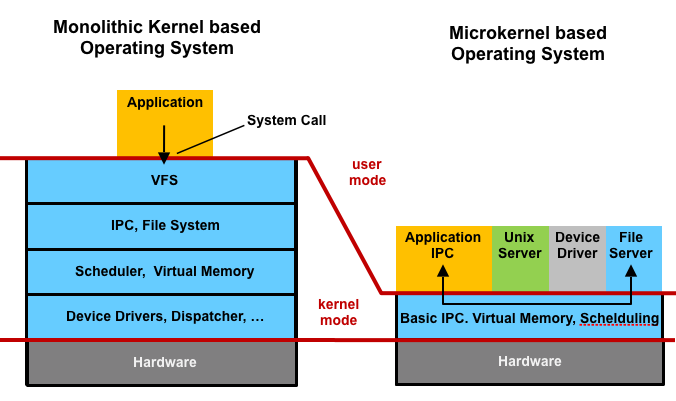 Monolithic Kernel based
Operating System
Microkernel based
Operating System
Application
System Call
user
mode
VFS
IPC, File System
Scheduler, Virtual Memory
Device Drivers, Dispatcher, …
kernel
mode
Hardware
Application
IPC
Unix
Server
Device
Driver
File
Server
Basic IPC. Virtual Memory, Schelduling
Hardware